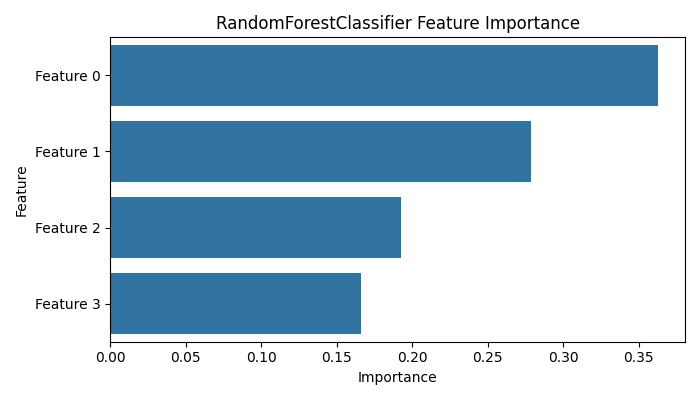 RandomForestClassifier Feature Importance
Feature 0
Feature 1
Feature 2
Feature 3
Feature
0.00 0.05 0.10 0.15 0.20 0.25 0.30 0.35
Importance